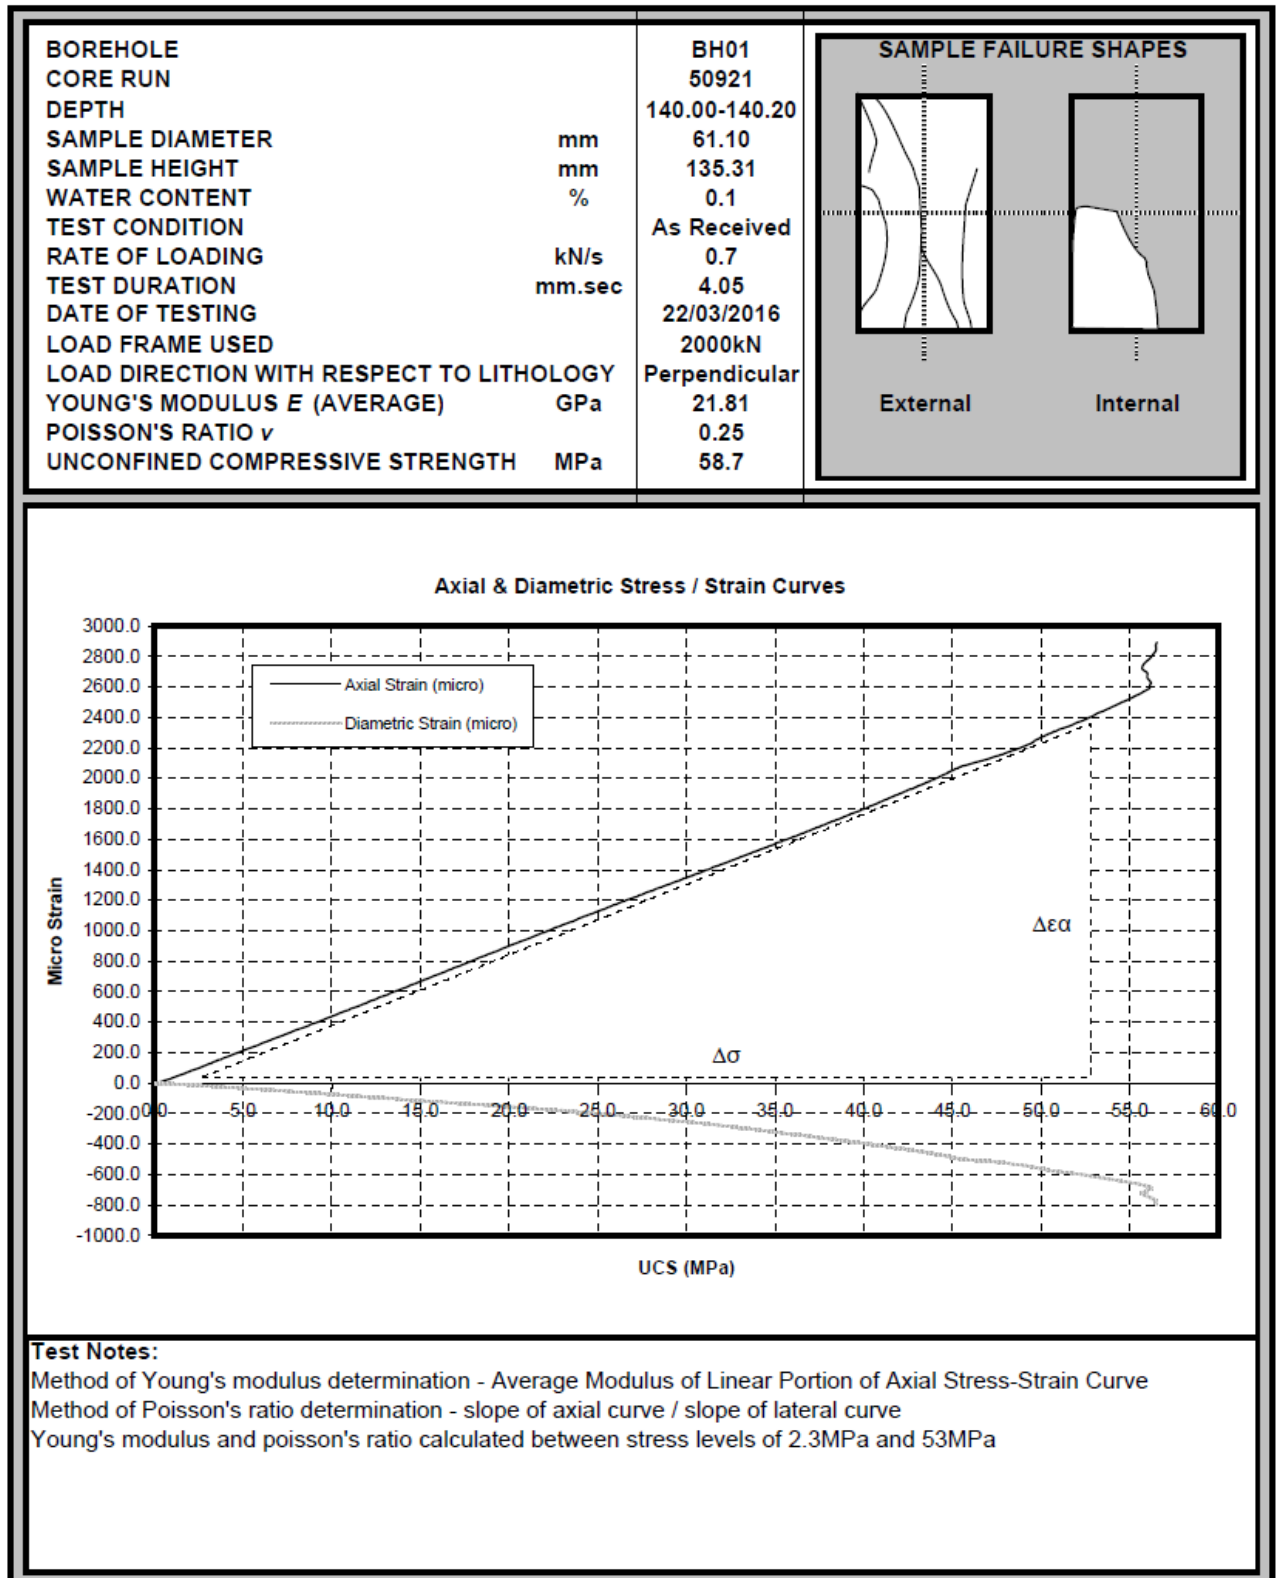 BOREHOLE BH01
CORE RUN 50921
DEPTH 140.00-140.20
SAMPLE DIAMETER mm 61.10
SAMPLE HEIGHT mm 135.31
WATER CONTENT % 0.1
TEST CONDITION As Received
RATE OF LOADING kN/s 0.7
TEST DURATION mm.sec 4.05
DATE OF TESTING 22/03/2016
LOAD FRAME USED 2000kN
LOAD DIRECTION WITH RESPECT TO LITHOLOGY Perpendicular
YOUNG'S MODULUS E (AVERAGE) GPa 21.81
POISSON'S RATIO v 0.25
UNCONFINED COMPRESSIVE STRENGTH MPa 58.7
SAMPLE FAILURE SHAPES
External Internal
Axial & Diametric Stress / Strain Curves
3000.0
2800.0
2600.0
2400.0
2200.0
2000.0
1800.0
1600.0
1400.0
1200.0
1000.0
800.0
600.0
400.0
200.0
0.0
-200.0
-400.0
-600.0
-800.0
-1000.0
Micro Strain
Axial Strain (micro)
Diametric Strain (micro)
Δεα
Δσ
0.0 5.0 10.0 15.0 20.0 25.0 30.0 35.0 40.0 45.0 50.0 55.0 60.0
UCS (MPa)
Test Notes:
Method of Young's modulus determination - Average Modulus of Linear Portion of Axial Stress-Strain Curve
Method of Poisson's ratio determination - slope of axial curve / slope of lateral curve
Young's modulus and poisson's ratio calculated between stress levels of 2.3MPa and 53MPa